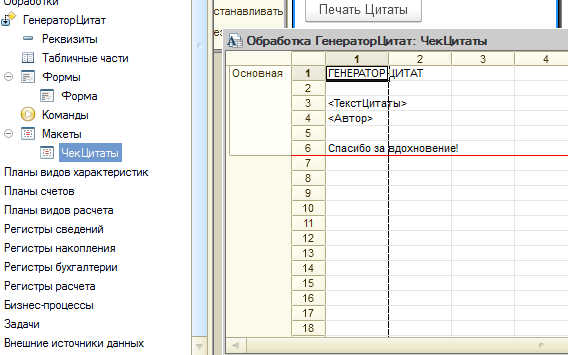 Обработки
ГенераторЦитат
Реквизиты
Табличные части
Формы
Форма
Команды
Макеты
ЧекЦитаты
Планы видов характеристик
Планы счетов
Планы видов расчета
Регистры сведений
Регистры накопления
Регистры бухгалтерии
Регистры расчета
Бизнес-процессы
Задачи
Внешние источники данных
станавливать
Печать Цитаты
Обработка ГенераторЦитат: ЧекЦитаты
1 2 3 4
Основная 1 ГЕНЕРАТОР ЦИТАТ
2
3 <ТекстЦитаты>
4 <Автор>
5
6 Спасибо за вдохновение!
7
8
9
10
11
12
13
14
15
16
17
18